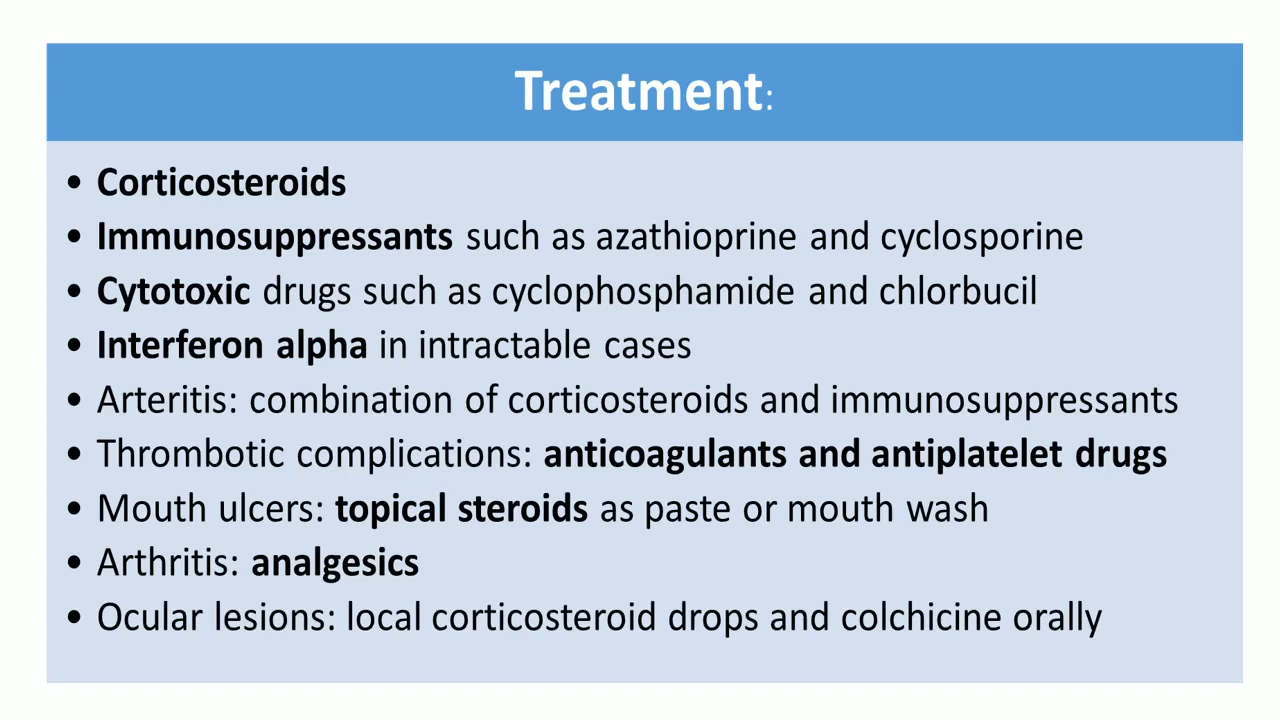 Treatment:
• Corticosteroids
• Immunosuppressants such as azathioprine and cyclosporine
• Cytotoxic drugs such as cyclophosphamide and chlorbucil
• Interferon alpha in intractable cases
• Arteritis: combination of corticosteroids and immunosuppressants
• Thrombotic complications: anticoagulants and antiplatelet drugs
• Mouth ulcers: topical steroids as paste or mouth wash
• Arthritis: analgesics
• Ocular lesions: local corticosteroid drops and colchicine orally